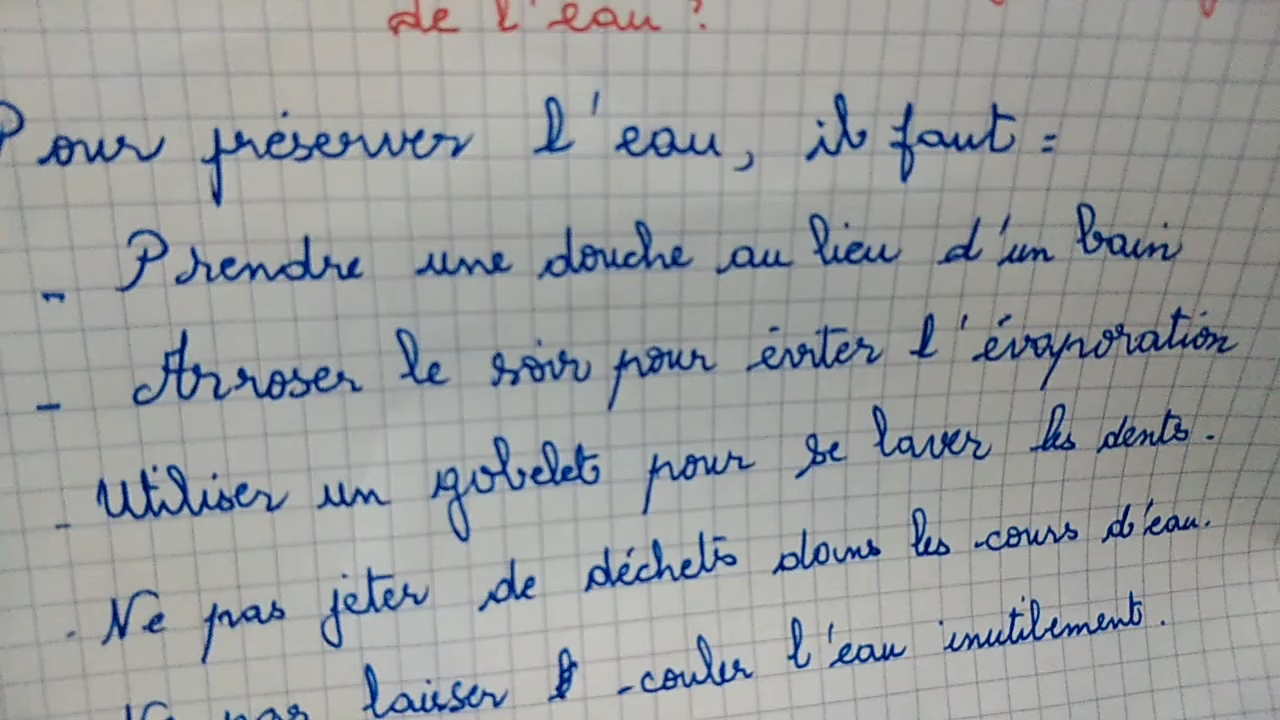 de l'eau ?
Pour préserver l'eau, il faut :
- Prendre une douche au lieu d'un bain
- Arroser le soir pour éviter l'évaporation
- Utiliser un gobelet pour se laver les dents.
- Ne pas jeter de déchets dans les cours d'eau.
Ne pas laisser couler l'eau inutilement.